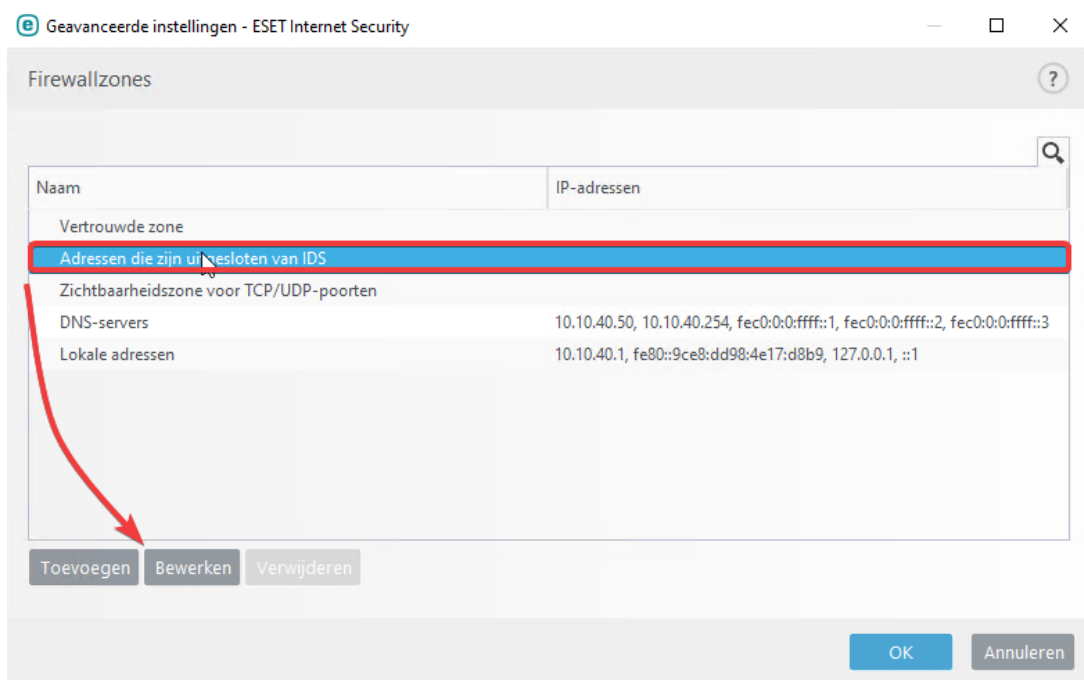 Geavanceerde instellingen - ESET Internet Security
Firewallzones
?
Naam IP-adressen
Vertrouwde zone
Adressen die zijn uitgesloten van IDS
Zichtbaarheidszone voor TCP/UDP-poorten
DNS-servers 10.10.40.50, 10.10.40.254, fec0:0:0:ffff::1, fec0:0:0:ffff::2, fec0:0:0:ffff::3
Lokale adressen 10.10.40.1, fe80::9ce8:dd98:4e17:d8b9, 127.0.0.1, ::1
Toevoegen Bewerken Verwijderen
OK Annuleren